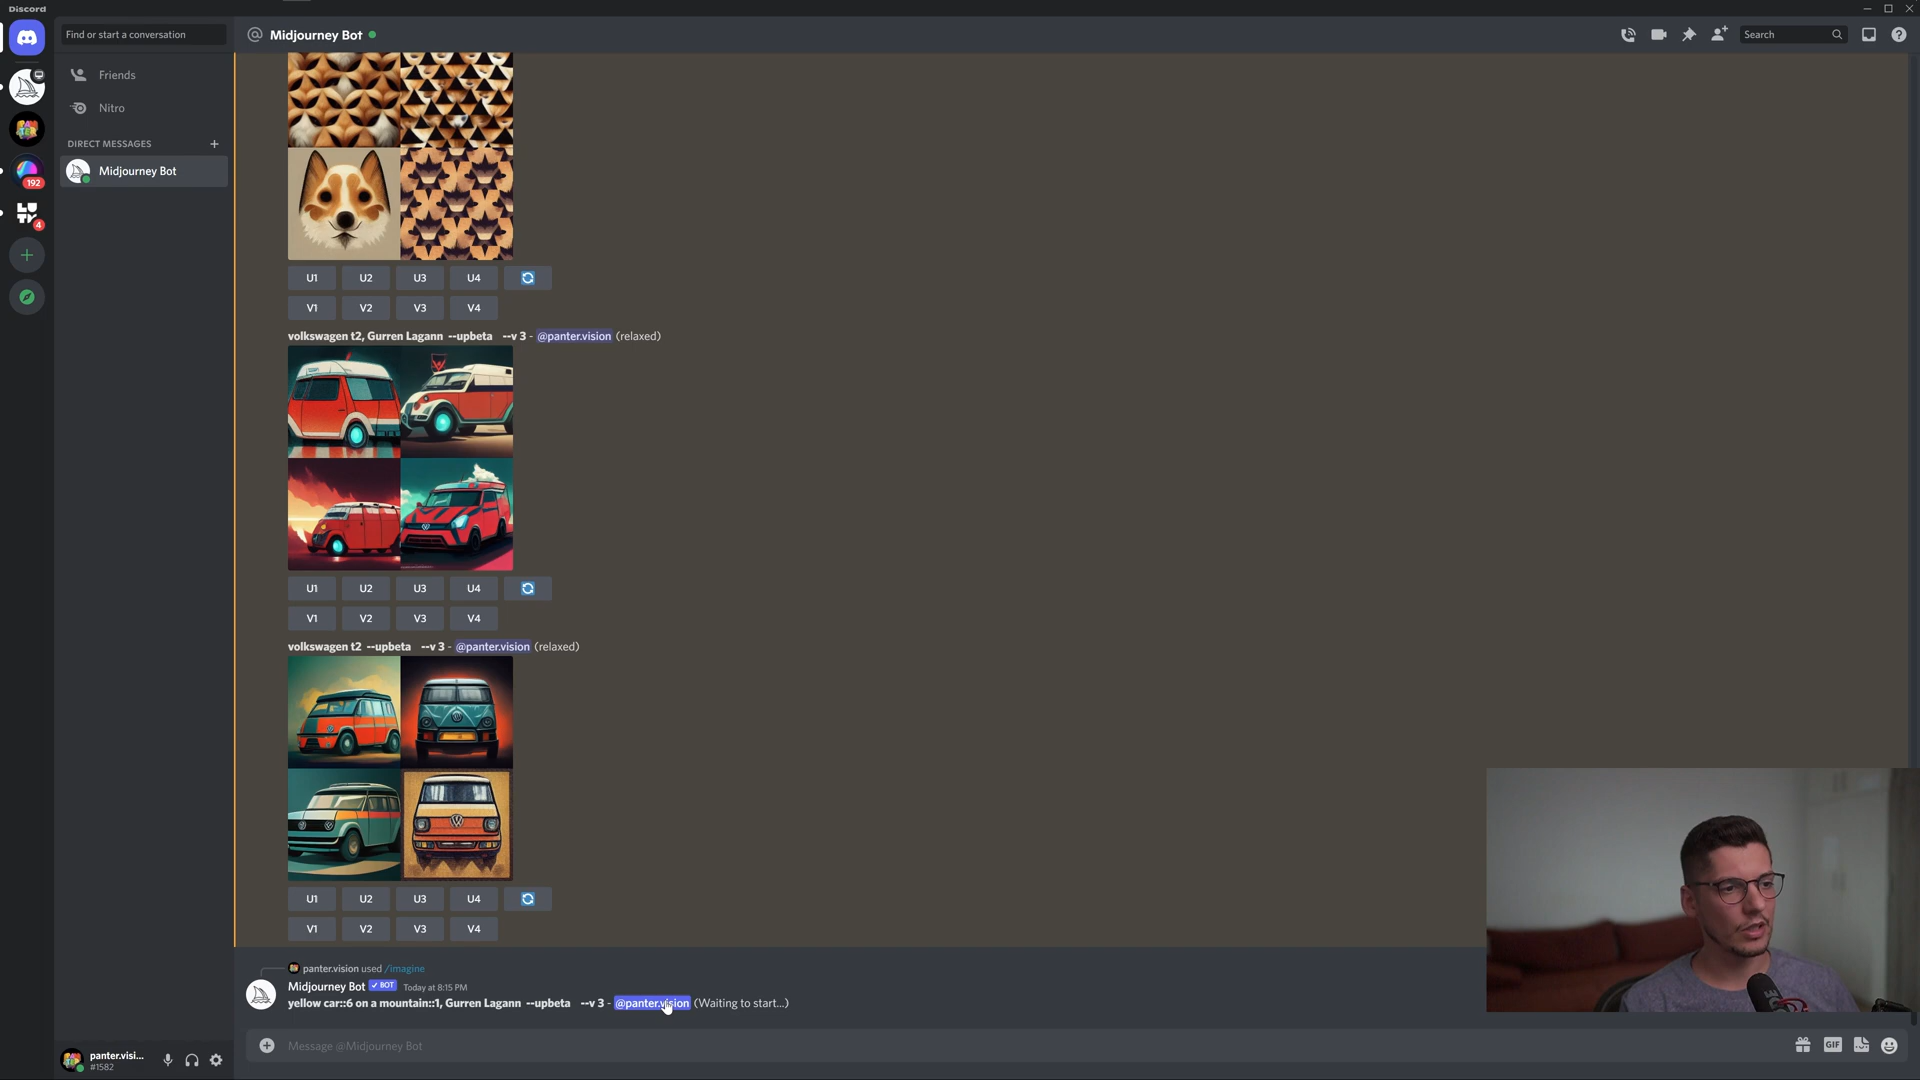 Discord
Find or start a conversation
Friends
Nitro
DIRECT MESSAGES
Midjourney Bot
192
4
panter.visi...
#1582
Midjourney Bot
Search
U1 U2 U3 U4
V1 V2 V3 V4
volkswagen t2, Gurren Lagann --upbeta --v 3 - @panter.vision (relaxed)
U1 U2 U3 U4
V1 V2 V3 V4
volkswagen t2 --upbeta --v 3 - @panter.vision (relaxed)
U1 U2 U3 U4
V1 V2 V3 V4
panter.vision used /imagine
Midjourney Bot ✓ BOT Today at 8:15 PM
yellow car::6 on a mountain::1, Gurren Lagann --upbeta --v 3 - @panter.vision (Waiting to start...)
Message @Midjourney Bot
GIF